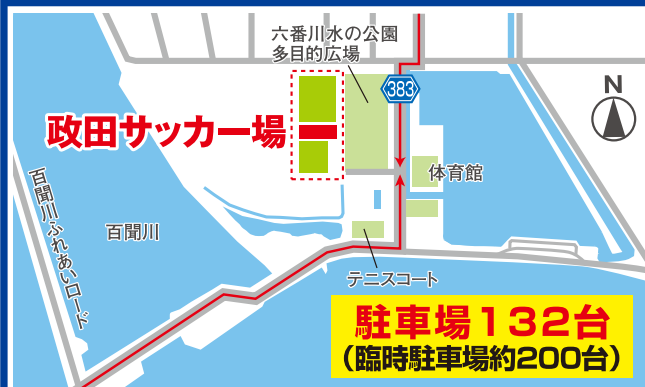 六番川水の公園
多目的広場
383
N
政田サッカー場
体育館
百間川ふれあいロード
百間川
テニスコート
駐車場132台
(臨時駐車場約200台)